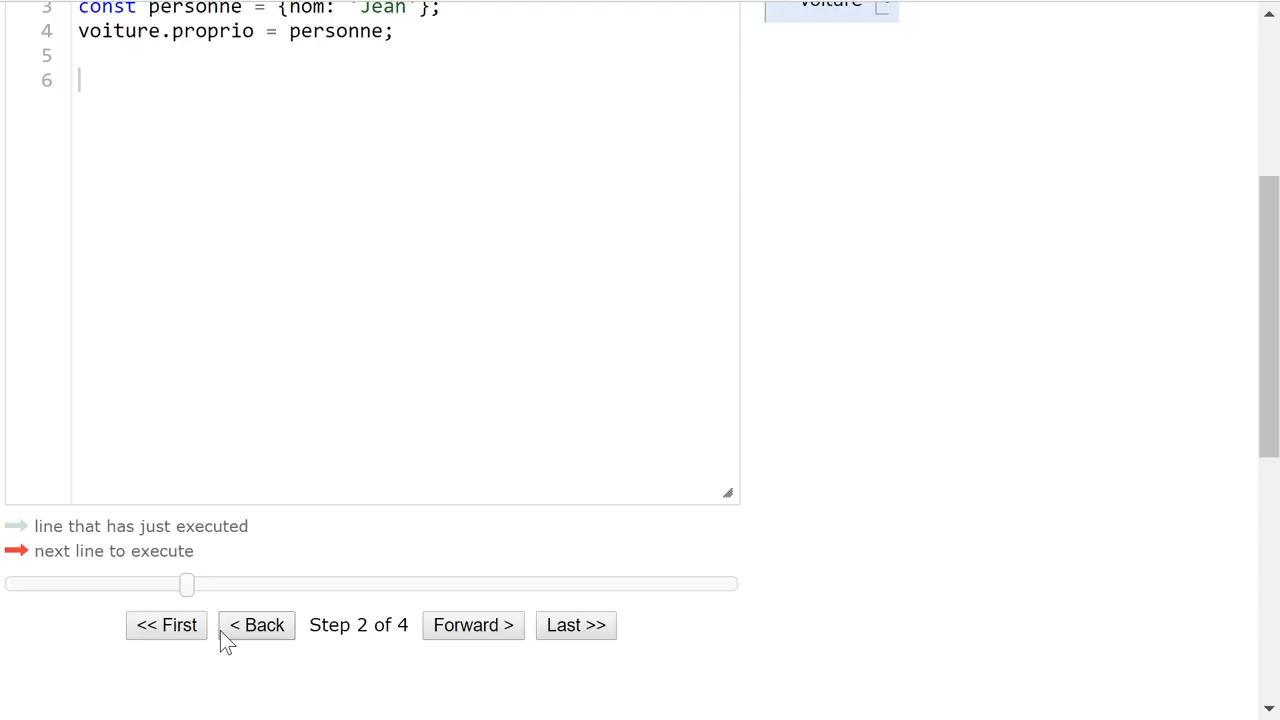 3 const personne = {nom: `Jean`};
voiture
4 voiture.proprio = personne;
5
6
line that has just executed
next line to execute
<< First < Back Step 2 of 4 Forward > Last >>